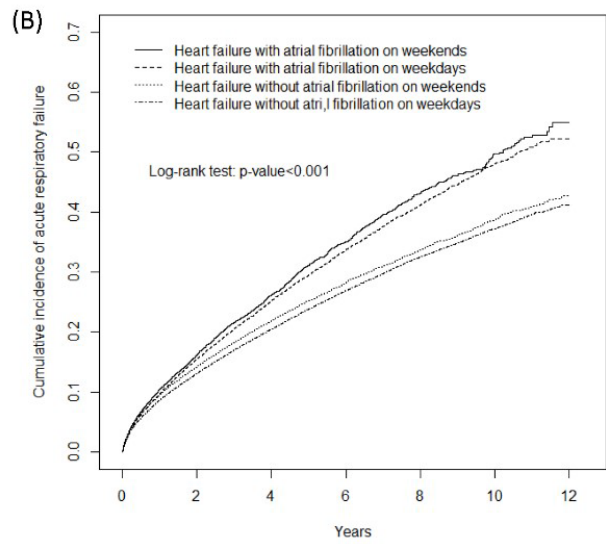 (B)
0.7
0.6
0.5
0.4
0.3
0.2
0.1
0.0
Cumulative incidence of acute respiratory failure
Heart failure with atrial fibrillation on weekends
Heart failure with atrial fibrillation on weekdays
Heart failure without atrial fibrillation on weekends
Heart failure without atri,l fibrillation on weekdays
Log-rank test: p-value<0.001
0 2 4 6 8 10 12
Years